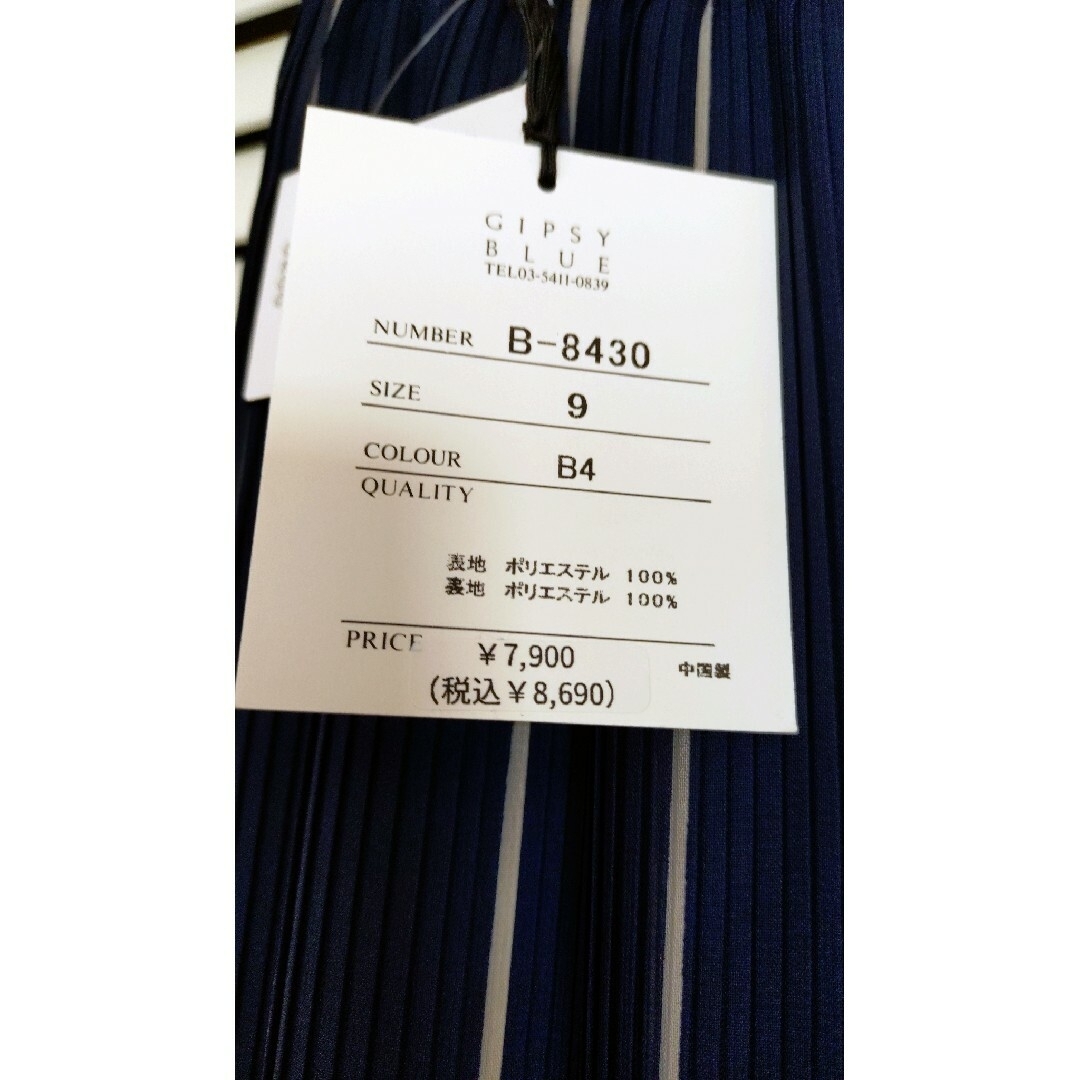 GIPSY
BLUE
TEL03-5411-0839
NUMBER B-8430
SIZE 9
COLOUR B4
QUALITY
表地 ポリエステル 100%
裏地 ポリエステル 100%
PRICE ￥7,900 中国製
(税込￥8,690)